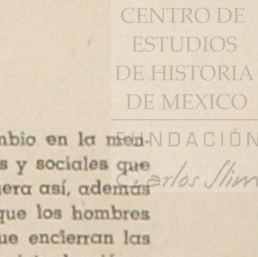 CENTRO DE
ESTUDIOS
DE HISTORIA
DE MEXICO
FUNDACIÓN
Carlos Slim
mbio en la men-
s y sociales que
uera así, además
que los hombres
ue encierran las